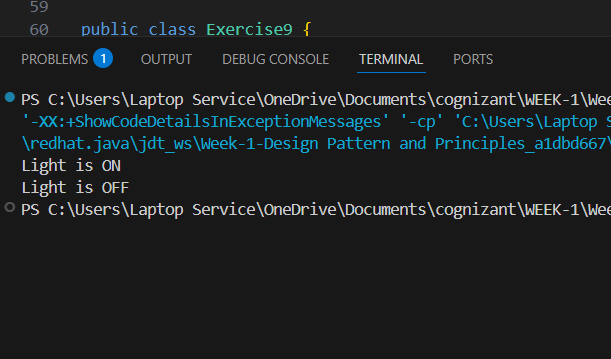 59
60 public class Exercise9 {
PROBLEMS 1 OUTPUT DEBUG CONSOLE TERMINAL PORTS
PS C:\Users\Laptop Service\OneDrive\Documents\cognizant\WEEK-1\Wee
'-XX:+ShowCodeDetailsInExceptionMessages' '-cp' 'C:\Users\Laptop S
\redhat.java\jdt_ws\Week-1-Design Pattern and Principles_a1dbd667\
Light is ON
Light is OFF
PS C:\Users\Laptop Service\OneDrive\Documents\cognizant\WEEK-1\Wee